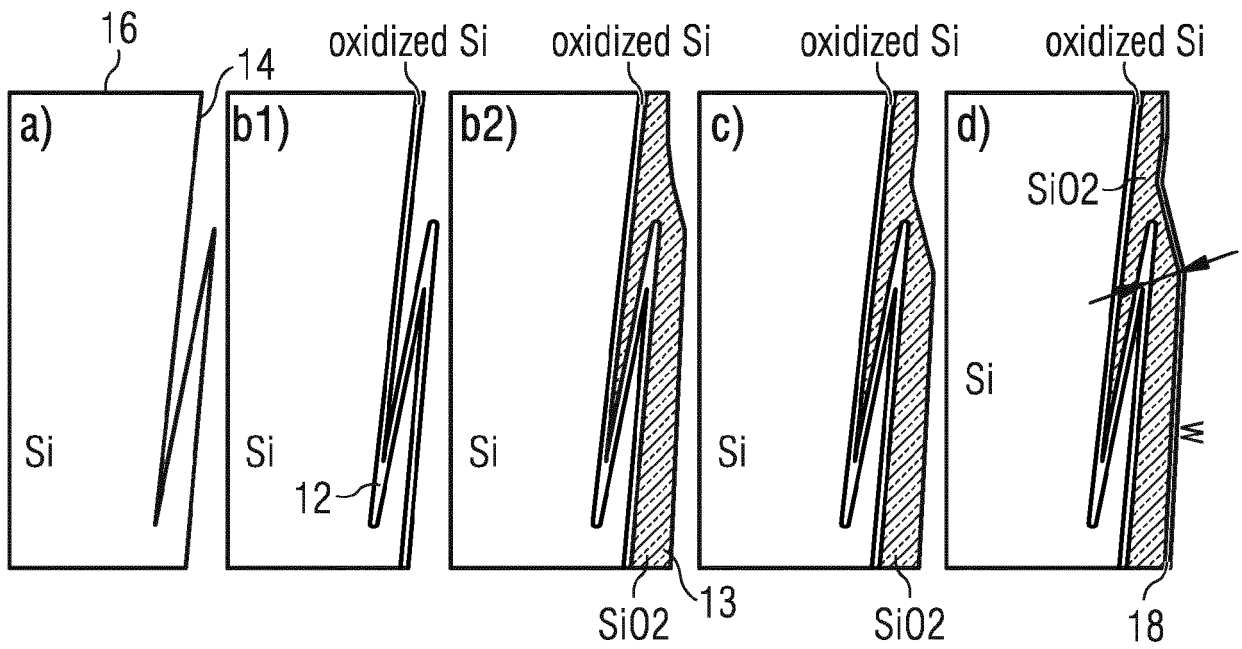 16
14
oxidized Si
oxidized Si
oxidized Si
oxidized Si
a)
b1)
b2)
c)
d)
SiO2
Si
Si
Si
Si
Si
12
W
SiO2
13
SiO2
18